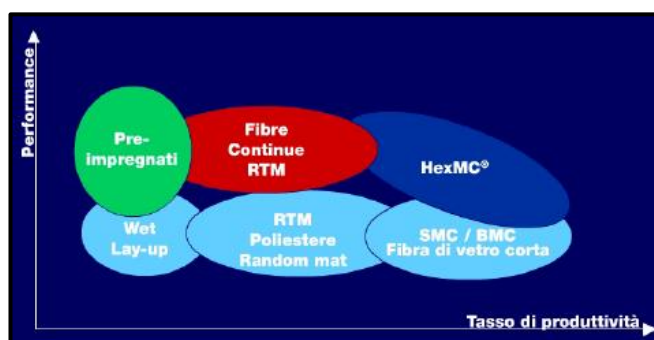 Performance
Pre-
impregnati
Fibre
Continue
RTM
HexMC®
Wet
Lay-up
RTM
Poliestere
Random mat
SMC / BMC
Fibra di vetro corta
Tasso di produttività